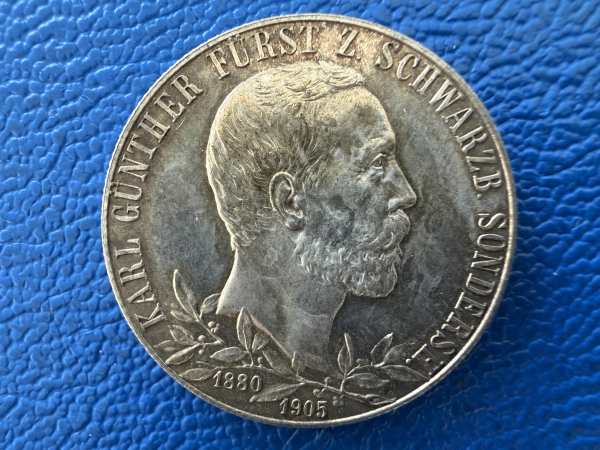 KARL GÜNTHER FÜRST Z. SCHWARZB. SONDERSH.
1880
1905